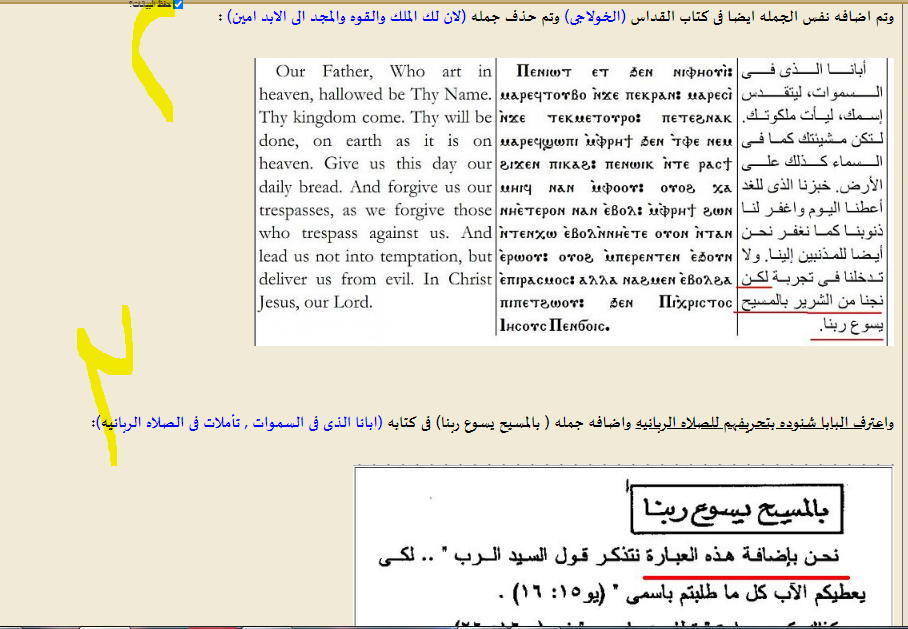 حفظ البيانات؟
وتم اضافه نفس الجمله ايضا فى كتاب القداس (الخولاجى) وتم حذف جمله (لان لك الملك والقوه والمجد الى الابد امين) :
Our Father, Who art in
heaven, hallowed be Thy Name.
Thy kingdom come. Thy will be
done, on earth as it is on
heaven. Give us this day our
daily bread. And forgive us our
trespasses, as we forgive those
who trespass against us. And
lead us not into temptation, but
deliver us from evil. In Christ
Jesus, our Lord.
Ⲡⲉⲛⲓⲱⲧ ⲉⲧ ϧⲉⲛ ⲛⲓⲫⲏⲟⲩⲓ̀:
ⲙⲁⲣⲉϥⲧⲟⲩⲃⲟ ⲛ̀ϫⲉ ⲡⲉⲕⲣⲁⲛ: ⲙⲁⲣⲉⲥⲓ̀
ⲛ̀ϫⲉ ⲧⲉⲕⲙⲉⲧⲟⲩⲣⲟ: ⲡⲉⲧⲉϩⲛⲁⲕ
ⲙⲁⲣⲉϥϣⲱⲡⲓ ⲙ̀ⲫⲣⲏϯ ϧⲉⲛ ⲧ̀ⲫⲉ ⲛⲉⲙ
ϩⲓϫⲉⲛ ⲡⲓⲕⲁϩⲓ: ⲡⲉⲛⲱⲓⲕ ⲛ̀ⲧⲉ ⲣⲁⲥϯ
ⲙⲏⲓϥ ⲛⲁⲛ ⲙ̀ⲫⲟⲟⲩ: ⲟⲩⲟϩ ⲭⲁ
ⲛⲏⲉ̀ⲧⲉⲣⲟⲛ ⲛⲁⲛ ⲉ̀ⲃⲟⲗ: ⲙ̀ⲫⲣⲏϯ ϩⲱⲛ
ⲛ̀ⲧⲉⲛⲭⲱ ⲉ̀ⲃⲟⲗⲛ̀ⲛⲏⲉ̀ⲧⲉ ⲟⲩⲟⲛ ⲛ̀ⲧⲁⲛ
ⲉ̀ⲣⲱⲟⲩ: ⲟⲩⲟϩ ⲙ̀ⲡⲉⲣⲉⲛⲧⲉⲛ ⲉ̀ϧⲟⲩⲛ
ⲉ̀ⲡⲓⲣⲁⲥⲙⲟⲥ: ⲁⲗⲗⲁ ⲛⲁϩⲙⲉⲛ ⲉ̀ⲃⲟⲗϩⲁ
ⲡⲓⲡⲉⲧϩⲱⲟⲩ: ϧⲉⲛ Ⲡⲓⲭ̀ⲣⲓⲥⲧⲟⲥ
Ⲓⲏⲥⲟⲩⲥ Ⲡⲉⲛϭⲟⲓⲥ.
أبانا الذى فى
السموات، ليتقدس
إسمك، ليأت ملكوتك.
لتكن مشيئتك كما فى
السماء كذلك على
الأرض. خبزنا الذى للغد
أعطنا اليوم واغفر لنا
ذنوبنا كما نغفر نحن
أيضا للمذنبين إلينا. ولا
تدخلنا فى تجربة لكن
نجنا من الشرير بالمسيح
يسوع ربنا.
واعترف البابا شنوده بتحريفهم للصلاه الربانيه واضافه جمله ( بالمسيح يسوع ربنا) فى كتابه (ابانا الذى فى السموات , تأملات فى الصلاه الربانيه):
بالمسيح يسوع ربنا
نحن بإضافة هذه العبارة نتذكر قول السيد الرب " .. لكى
يعطيكم الآب كل ما طلبتم باسمى " (يو١٥: ١٦) .